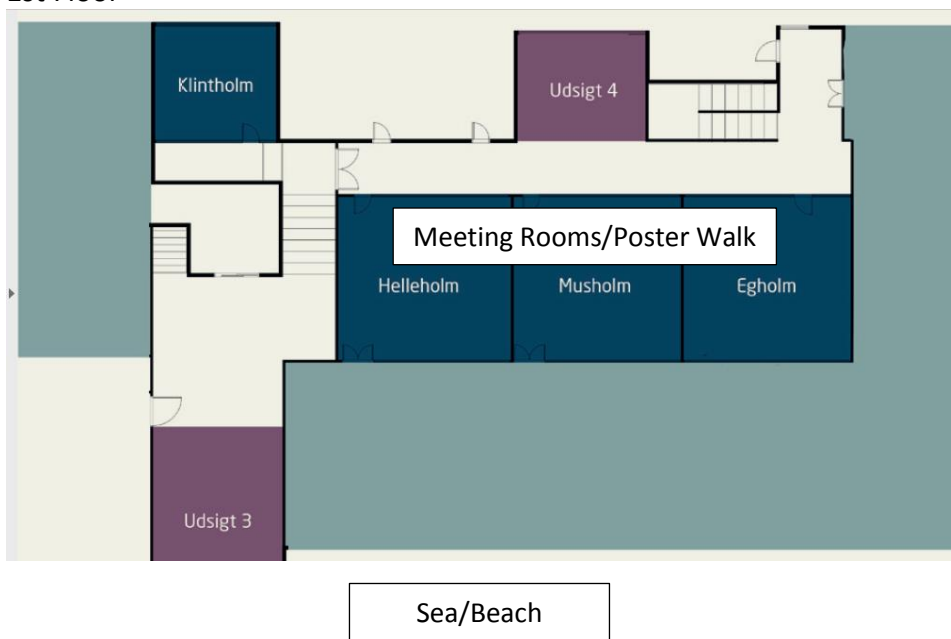 Klintholm
Udsigt 4
Meeting Rooms/Poster Walk
Helleholm
Musholm
Egholm
Udsigt 3
Sea/Beach